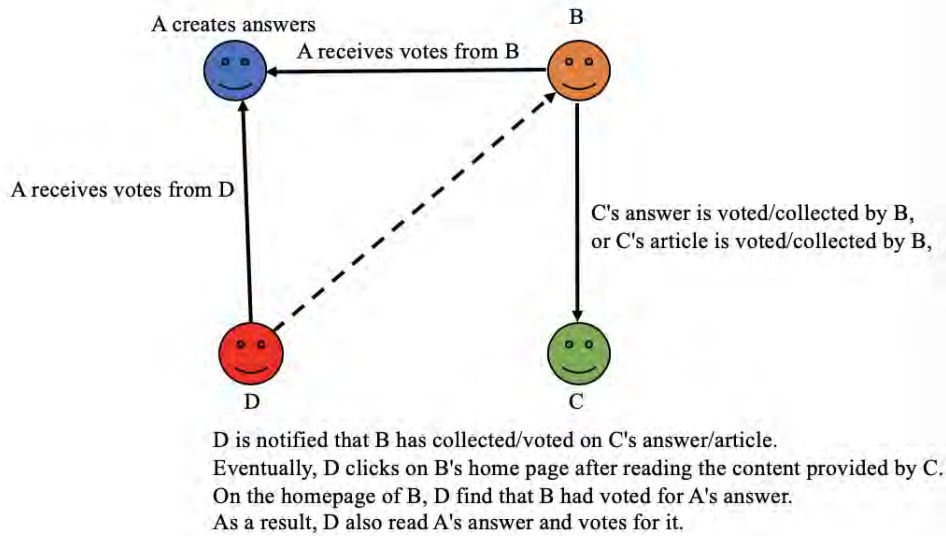 A creates answers
B
A receives votes from B
A receives votes from D
C's answer is voted/collected by B,
or C's article is voted/collected by B,
D
C
D is notified that B has collected/voted on C's answer/article.
Eventually, D clicks on B's home page after reading the content provided by C.
On the homepage of B, D find that B had voted for A's answer.
As a result, D also read A's answer and votes for it.